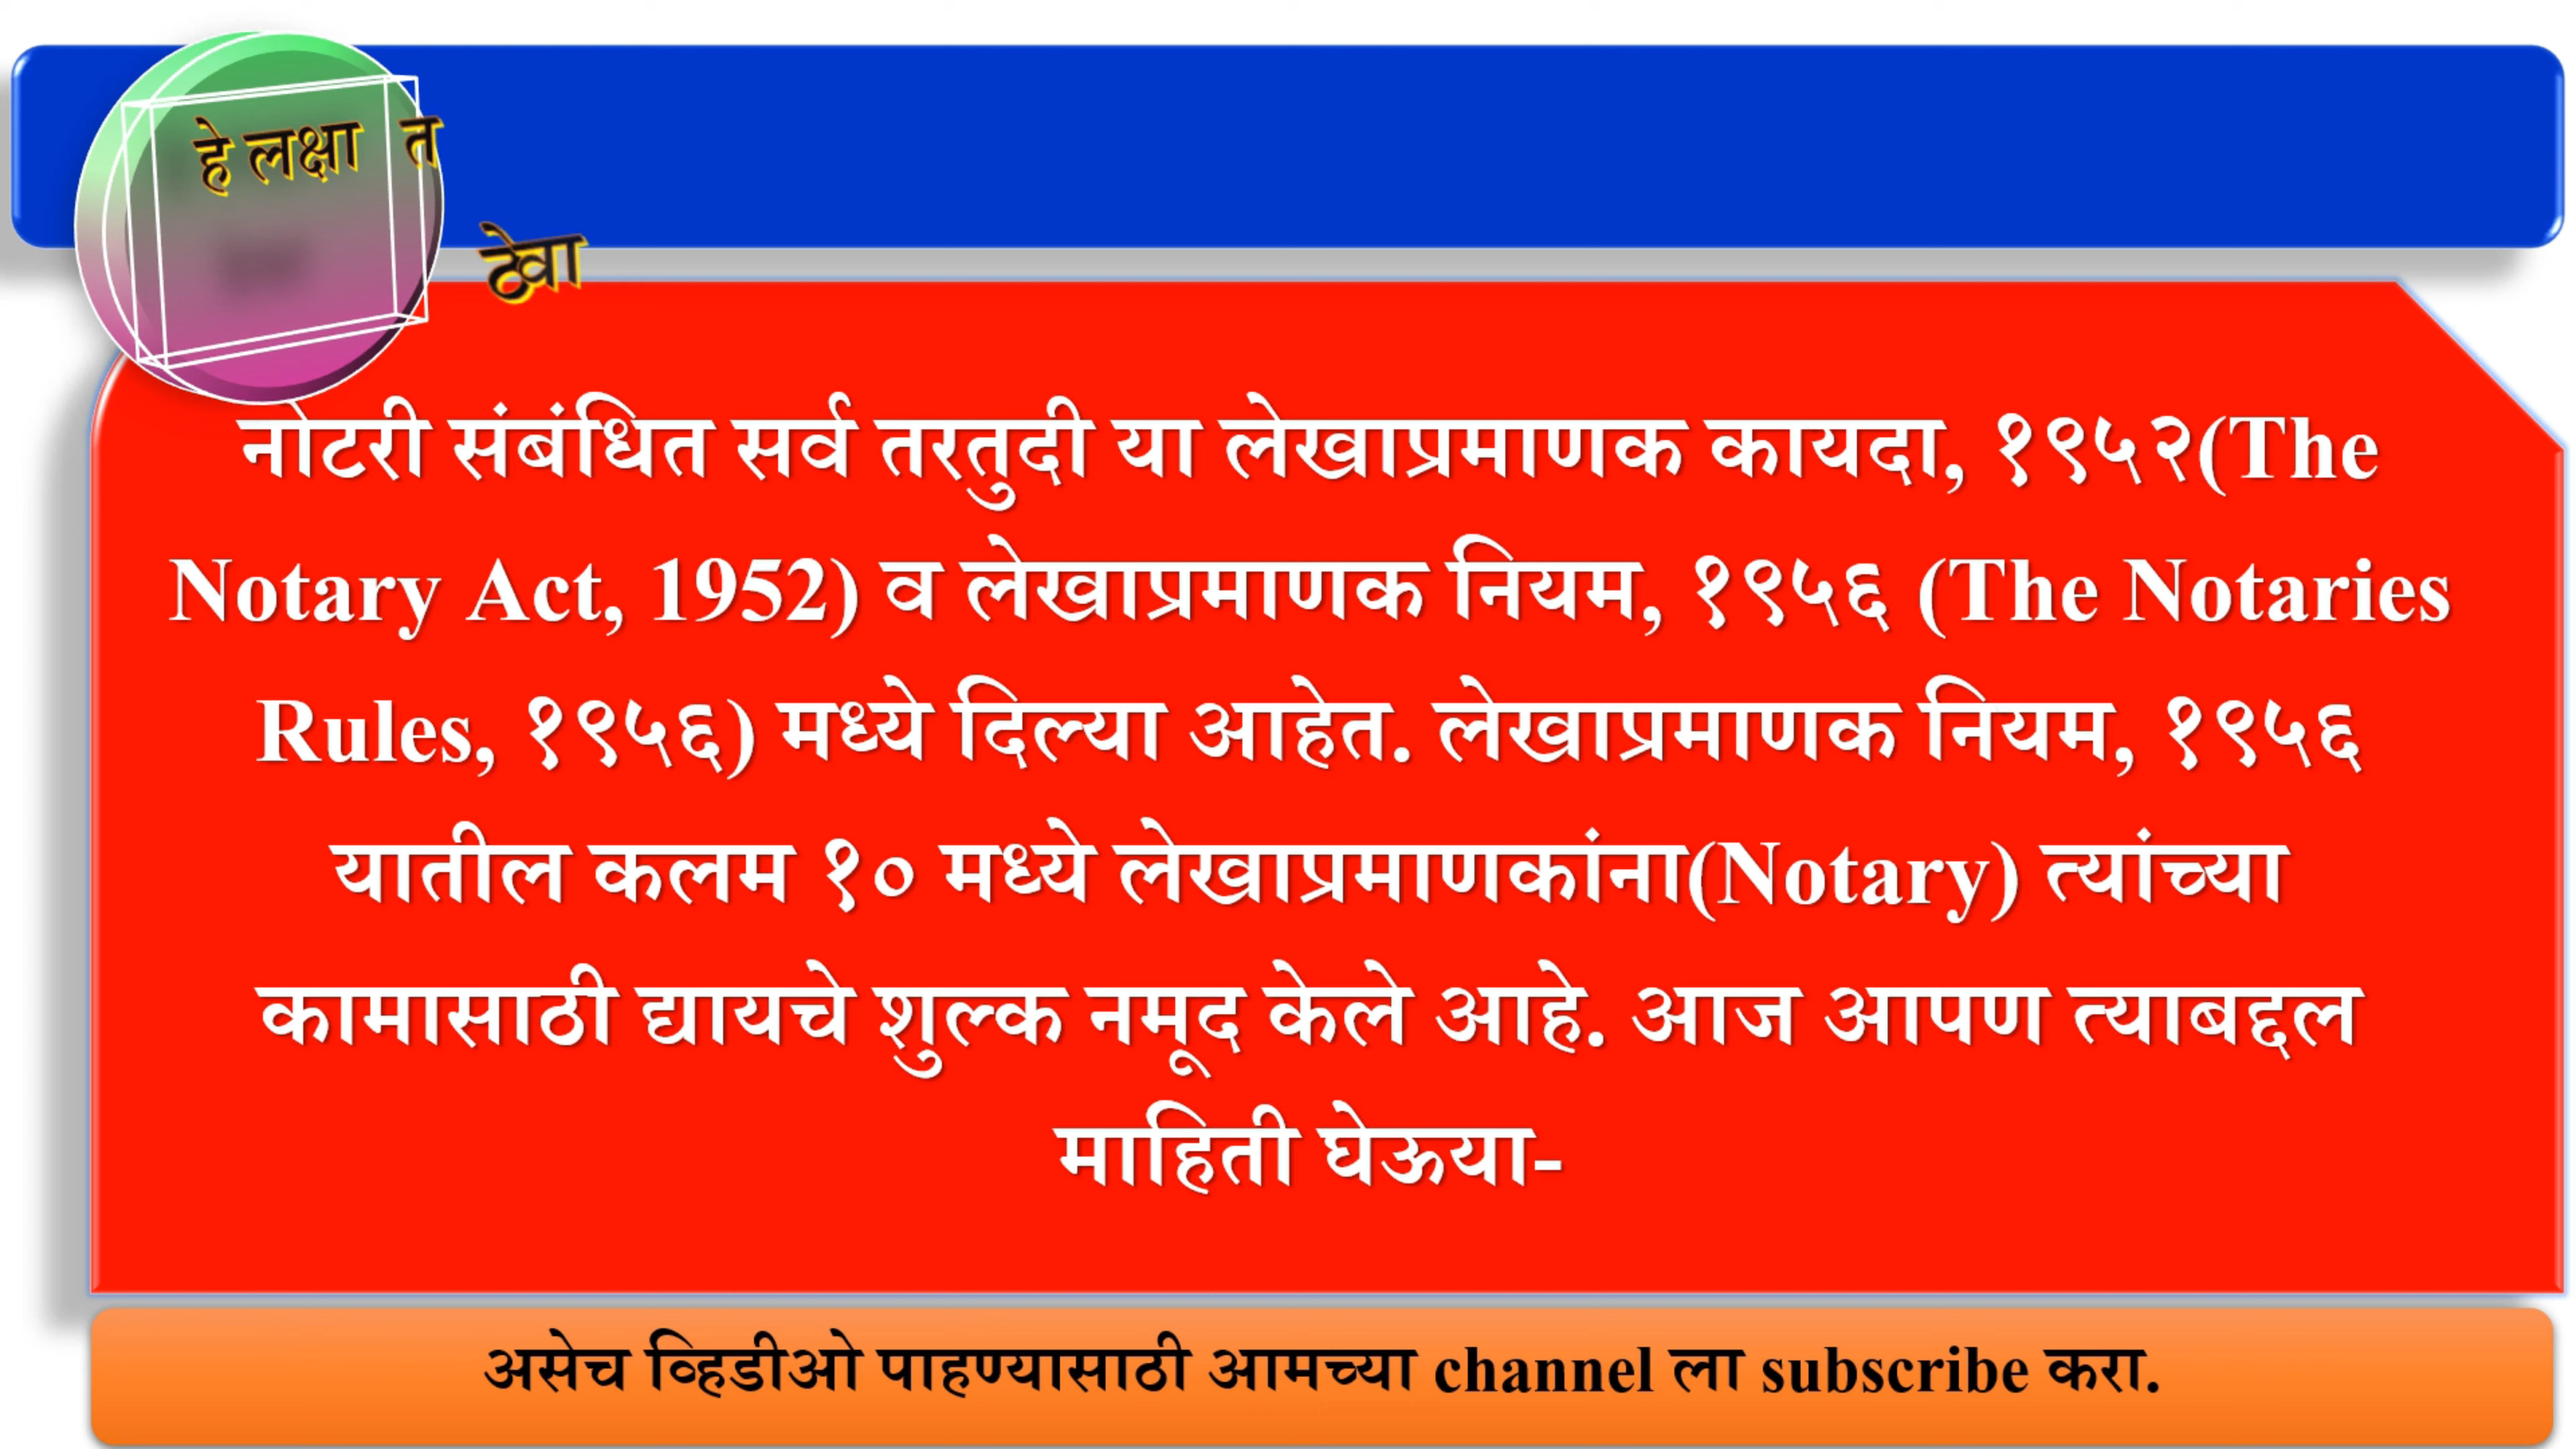 हे लक्षा त
ठेवा
नोटरी संबंधित सर्व तरतुदी या लेखाप्रमाणक कायदा, १९५२(The
Notary Act, 1952) व लेखाप्रमाणक नियम, १९५६ (The Notaries
Rules, १९५६) मध्ये दिल्या आहेत. लेखाप्रमाणक नियम, १९५६
यातील कलम १० मध्ये लेखाप्रमाणकांना(Notary) त्यांच्या
कामासाठी द्यायचे शुल्क नमूद केले आहे. आज आपण त्याबद्दल
माहिती घेऊया-
असेच व्हिडीओ पाहण्यासाठी आमच्या channel ला subscribe करा.